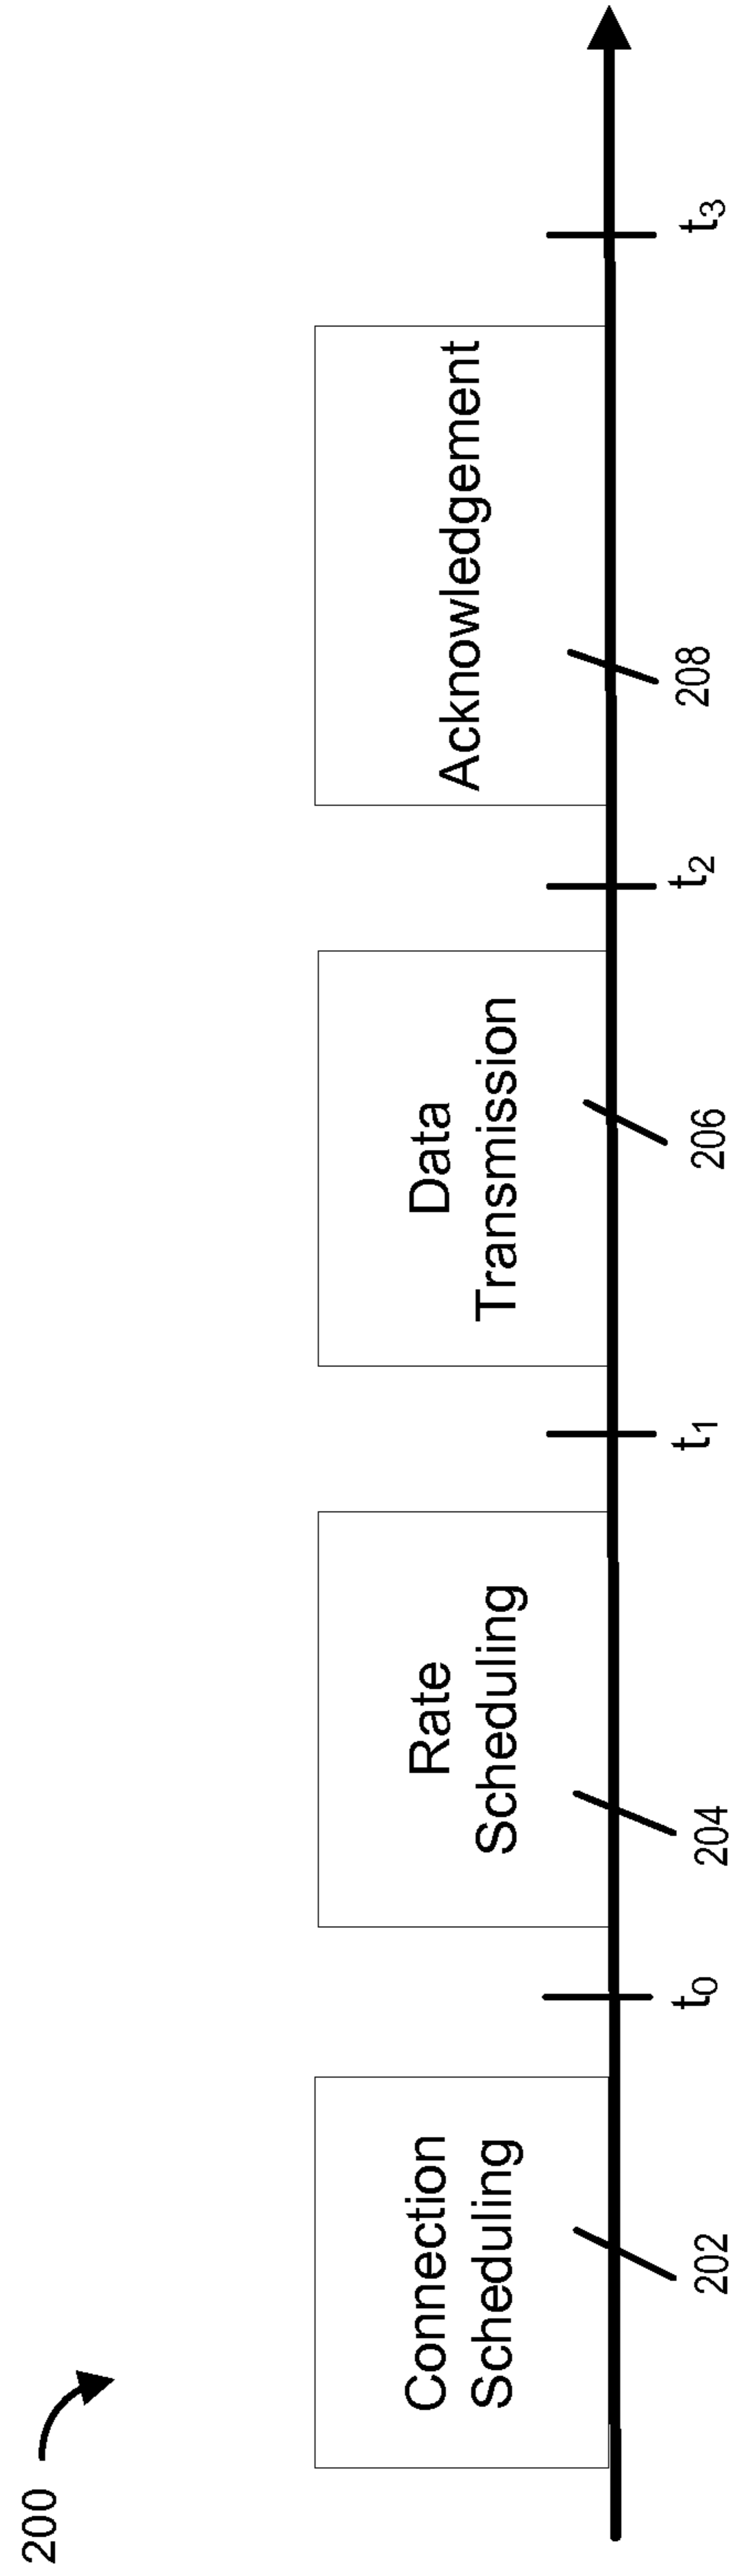 200
Connection
Scheduling
Rate
Scheduling
Data
Transmission
Acknowledgement
202
t0
204
t1
206
t2
208
t3